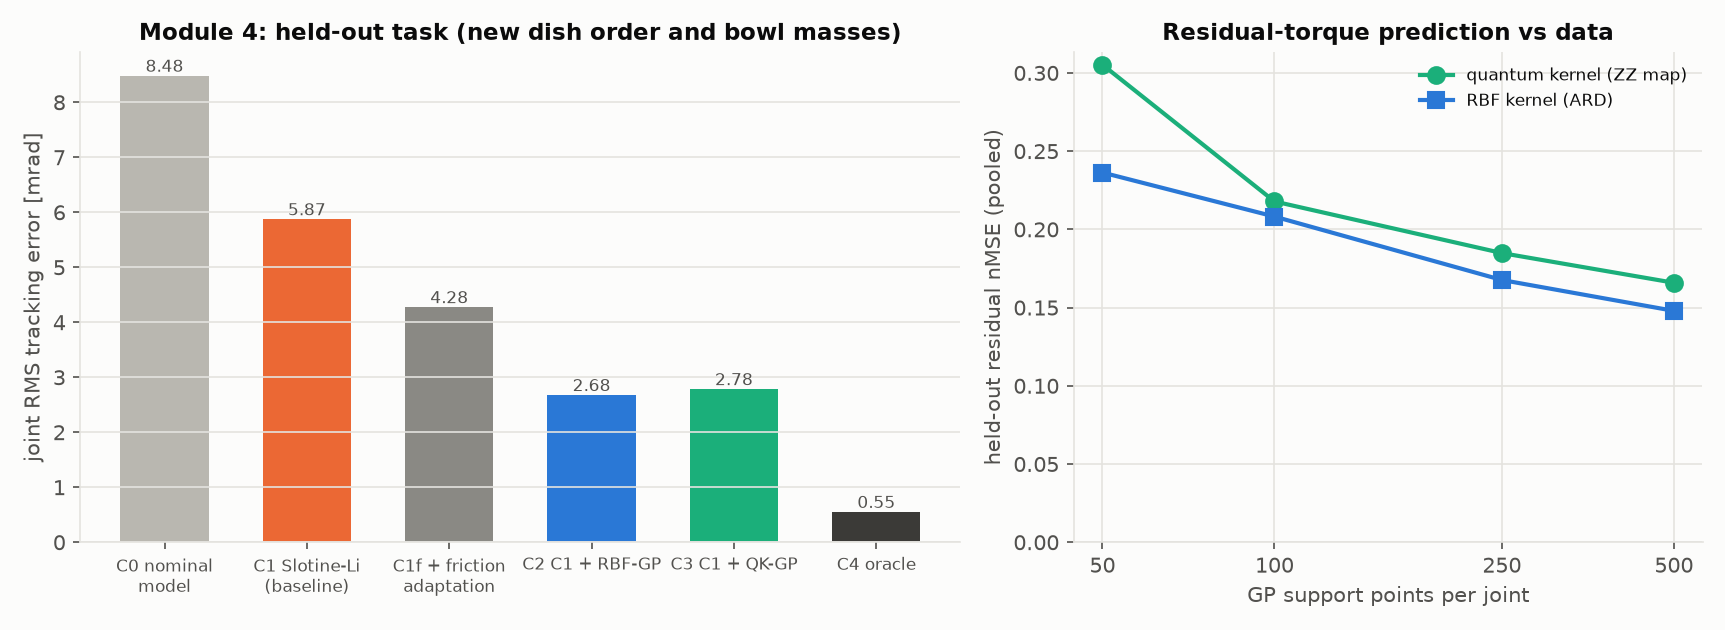 Module 4: held-out task (new dish order and bowl masses)
joint RMS tracking error [mrad]
8
7
6
5
4
3
2
1
0
8.48
5.87
4.28
2.68
2.78
0.55
C0 nominal
model
C1 Slotine-Li
(baseline)
C1f + friction
adaptation
C2 C1 + RBF-GP
C3 C1 + QK-GP
C4 oracle
Residual-torque prediction vs data
held-out residual nMSE (pooled)
0.30
0.25
0.20
0.15
0.10
0.05
0.00
quantum kernel (ZZ map)
RBF kernel (ARD)
50
100
250
500
GP support points per joint